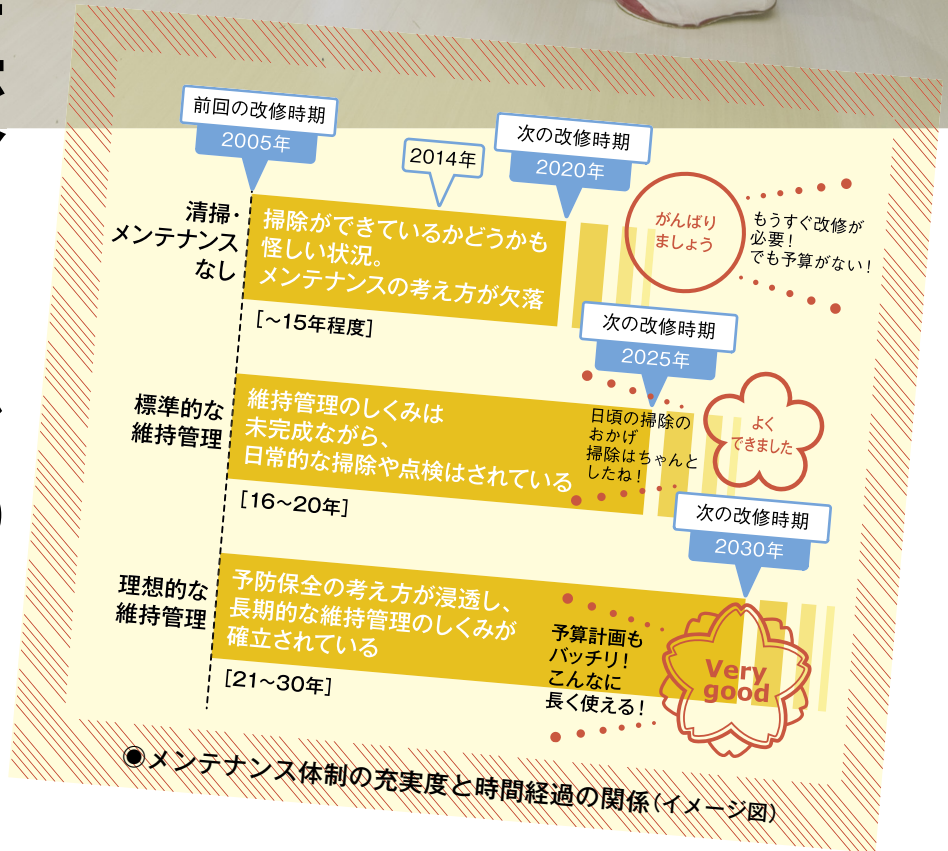 前回の改修時期
2005年
2014年
次の改修時期
2020年
清掃・
メンテナンス
なし
掃除ができているかどうかも
怪しい状況。
メンテナンスの考え方が欠落
[~15年程度]
がんばり
ましょう
もうすぐ改修が
必要!
でも予算がない!
次の改修時期
2025年
標準的な
維持管理
維持管理のしくみは
未完成ながら、
日常的な掃除や点検はされている
[16~20年]
日頃の掃除の
おかげ
掃除はちゃんと
したね!
よく
できました
次の改修時期
2030年
理想的な
維持管理
予防保全の考え方が浸透し、
長期的な維持管理のしくみが
確立されている
[21~30年]
予算計画も
バッチリ!
こんなに
長く使える!
Very
good
◉メンテナンス体制の充実度と時間経過の関係(イメージ図)